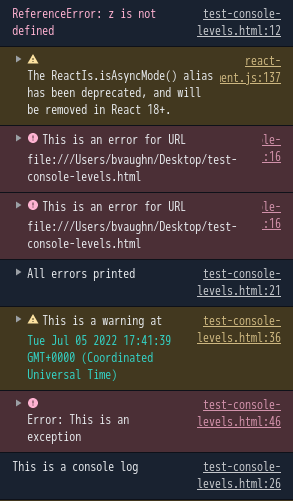 ReferenceError: z is not defined test-console-levels.html:12
react-
The ReactIs.isAsyncMode() alias ent.js:137
has been deprecated, and will
be removed in React 18+.
This is an error for URL le-
file:///Users/bvaughn/Desktop/test- :16
console-levels.html
This is an error for URL le-
file:///Users/bvaughn/Desktop/test- :16
console-levels.html
All errors printed test-console-
levels.html:21
This is a warning at test-console-
Tue Jul 05 2022 17:41:39 levels.html:36
GMT+0000 (Coordinated
Universal Time)
test-console-
Error: This is an levels.html:46
exception
This is a console log test-console-
levels.html:26